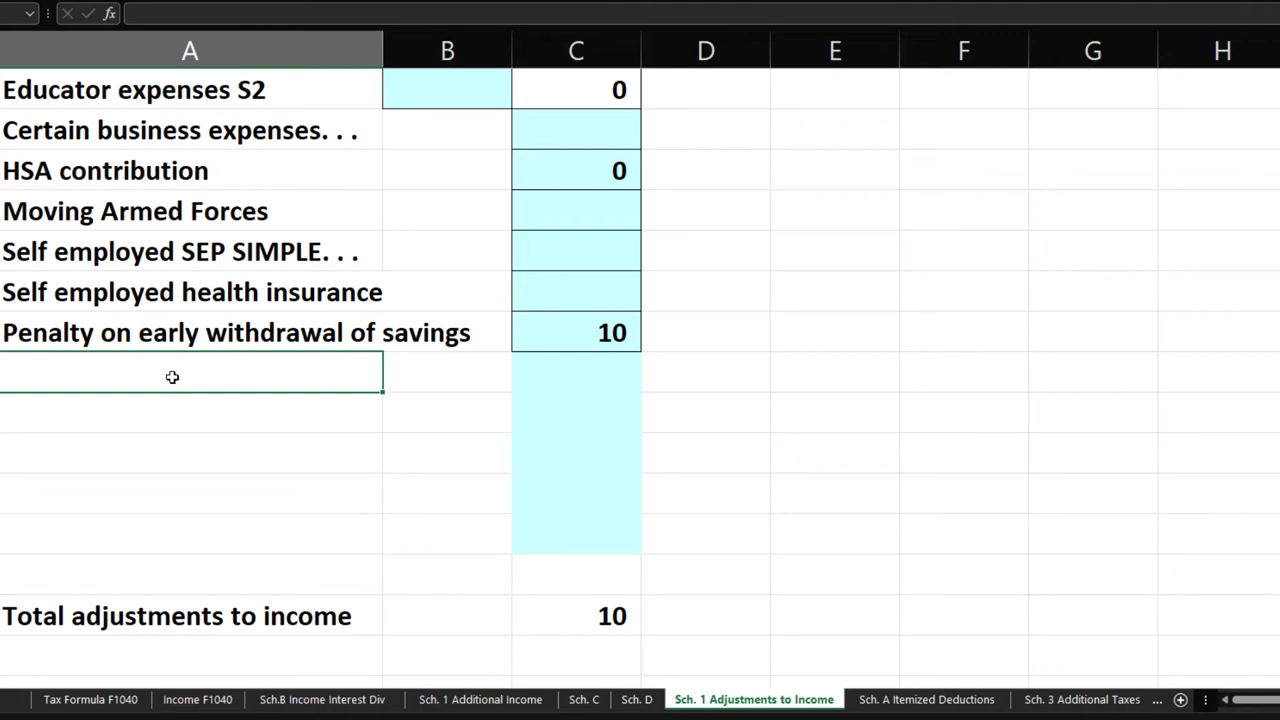 fx
A B C D E F G H
Educator expenses S2 0
Certain business expenses. . .
HSA contribution 0
Moving Armed Forces
Self employed SEP SIMPLE. . .
Self employed health insurance
Penalty on early withdrawal of savings 10
Total adjustments to income 10
Tax Formula F1040 Income F1040 Sch.B Income Interest Div Sch. 1 Additional Income Sch. C Sch. D Sch. 1 Adjustments to Income Sch. A Itemized Deductions Sch. 3 Additional Taxes ...